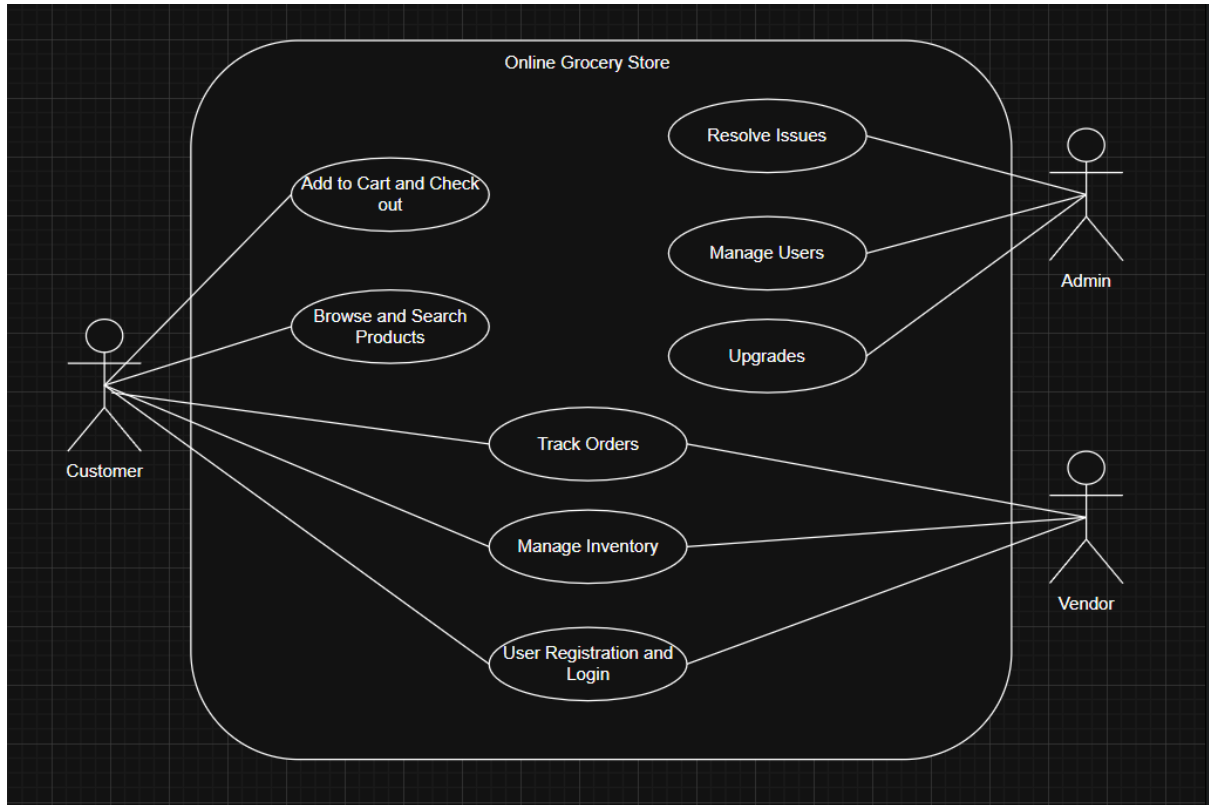 Online Grocery Store
Resolve Issues
Add to Cart and Check
out
Manage Users
Admin
Browse and Search
Products
Upgrades
Customer
Track Orders
Manage Inventory
Vendor
User Registration and
Login